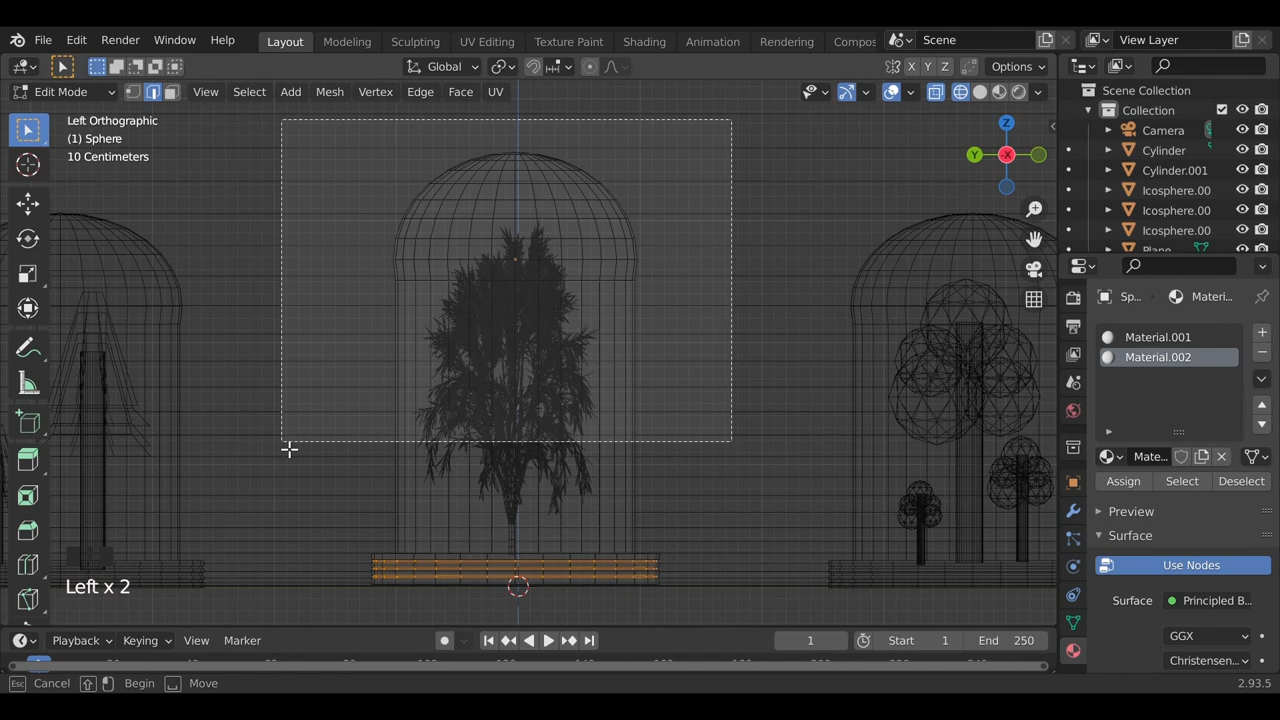 File Edit Render Window Help Layout Modeling Sculpting UV Editing Texture Paint Shading Animation Rendering Compos Scene View Layer
Global X Y Z Options
Edit Mode View Select Add Mesh Vertex Edge Face UV
Left Orthographic
(1) Sphere
10 Centimeters
Z
Y
-X
Left x 2
Scene Collection
Collection
Camera
Cylinder
Cylinder.001
Icosphere.00
Icosphere.00
Icosphere.00
Plane
Sp... Materi...
Material.001
Material.002
Mate...
Assign Select Deselect
Preview
Surface
Use Nodes
Surface Principled B...
GGX
Christensen...
Playback Keying View Marker 1 Start 1 End 250
Esc Cancel Begin Move 2.93.5